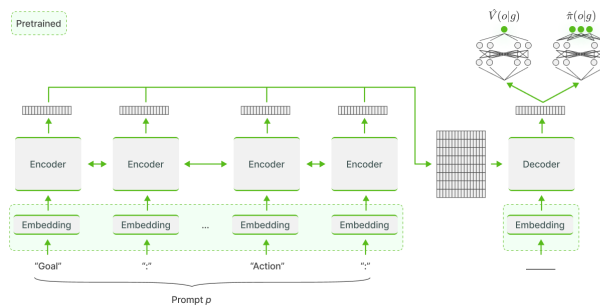 Pretrained
V̂(o|g) π̂(o|g)
Encoder Encoder Encoder Encoder Decoder
Embedding Embedding ... Embedding Embedding Embedding
"Goal" ":" "Action" ":"
Prompt p